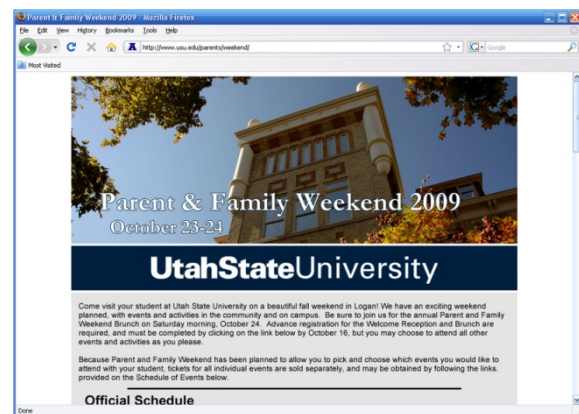 Parent & Family Weekend 2009 - Mozilla Firefox
File Edit View History Bookmarks Tools Help
http://www.usu.edu/parents/weekend/
Google
Most Visited
Parent & Family Weekend 2009
October 23-24
UtahStateUniversity
Come visit your student at Utah State University on a beautiful fall weekend in Logan! We have an exciting weekend
planned, with events and activities in the community and on campus. Be sure to join us for the annual Parent and Family
Weekend Brunch on Saturday morning, October 24. Advance registration for the Welcome Reception and Brunch are
required, and must be completed by clicking on the link below by October 16, but you may choose to attend all other
events and activities as you please.
Because Parent and Family Weekend has been planned to allow you to pick and choose which events you would like to
attend with your student, tickets for all individual events are sold separately, and may be obtained by following the links.
provided on the Schedule of Events below.
Official Schedule
Done